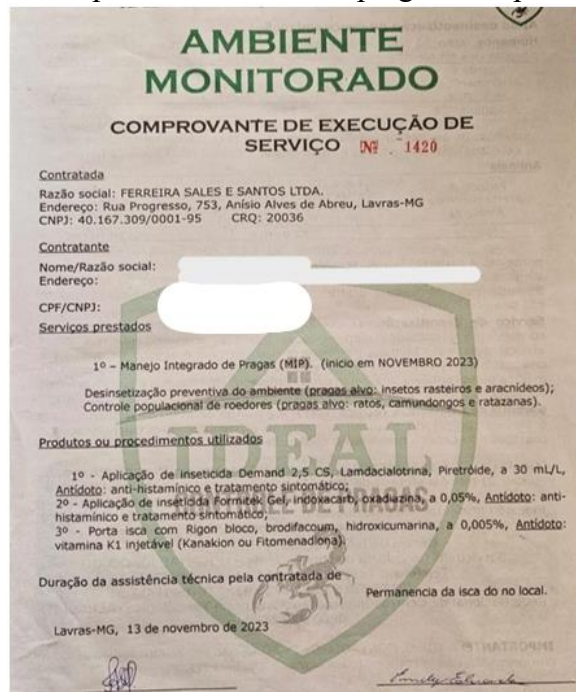 AMBIENTE
MONITORADO
COMPROVANTE DE EXECUÇÃO DE
SERVIÇO Nº 1420
Contratada
Razão social: FERREIRA SALES E SANTOS LTDA.
Endereço: Rua Progresso, 753, Anísio Alves de Abreu, Lavras-MG
CNPJ: 40.167.309/0001-95 CRQ: 20036
Contratante
Nome/Razão social:
Endereço:
CPF/CNPJ:
Serviços prestados
1º – Manejo Integrado de Pragas (MIP). (inicio em NOVEMBRO 2023)
Desinsetização preventiva do ambiente (pragas alvo: insetos rasteiros e aracnídeos);
Controle populacional de roedores (pragas alvo: ratos, camundongos e ratazanas).
IDEAL
CONTROLE DE PRAGAS
Produtos ou procedimentos utilizados
1º - Aplicação de inseticida Demand 2,5 CS, Lamdacialotrina, Piretróide, a 30 mL/L,
Antídoto: anti-histamínico e tratamento sintomático;
2º - Aplicação de inseticida Formitek Gel, indoxacarb, oxadiazina, a 0,05%, Antídoto: anti-
histamínico e tratamento sintomático;
3º - Porta isca com Rigon bloco, brodifacoum, hidroxicumarina, a 0,005%, Antídoto:
vitamina K1 injetável (Kanakion ou Fitomenadiona).
Duração da assistência técnica pela contratada de
Permanencia da isca do no local.
Lavras-MG, 13 de novembro de 2023
IMPORTANTE